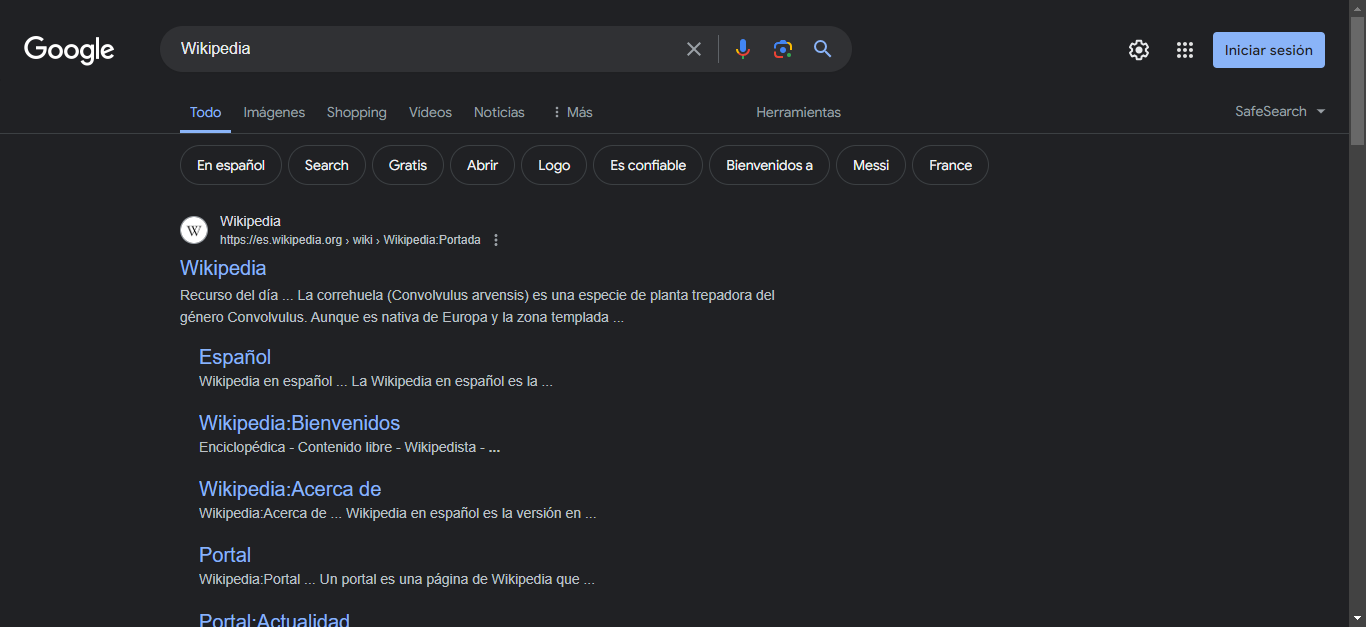 Google
Wikipedia
Iniciar sesión
Todo
Imágenes
Shopping
Videos
Noticias
Más
Herramientas
SafeSearch
En español
Search
Gratis
Abrir
Logo
Es confiable
Bienvenidos a
Messi
France
W
Wikipedia
https://es.wikipedia.org › wiki › Wikipedia:Portada
Wikipedia
Recurso del día ... La correhuela (Convolvulus arvensis) es una especie de planta trepadora del
género Convolvulus. Aunque es nativa de Europa y la zona templada ...
Español
Wikipedia en español ... La Wikipedia en español es la ...
Wikipedia:Bienvenidos
Enciclopédica - Contenido libre - Wikipedista - ...
Wikipedia:Acerca de
Wikipedia:Acerca de ... Wikipedia en español es la versión en ...
Portal
Wikipedia:Portal ... Un portal es una página de Wikipedia que ...
Portal:Actualidad